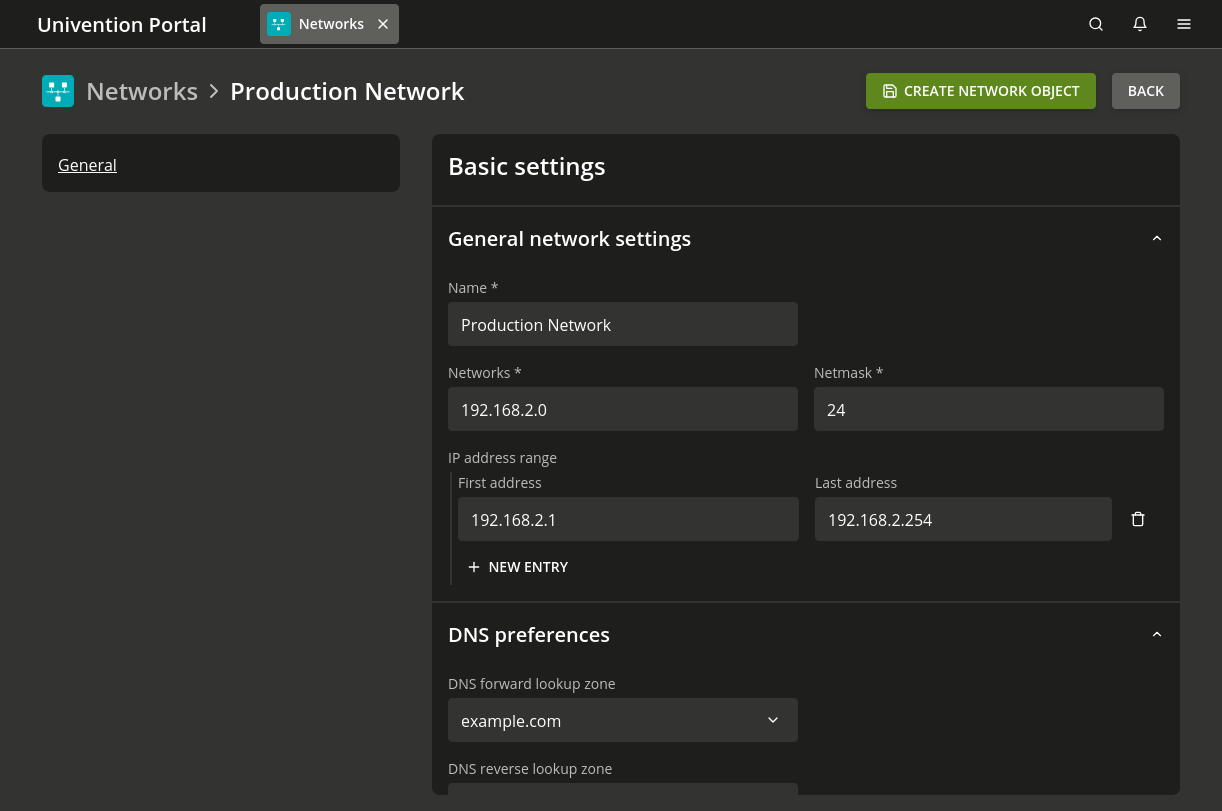 Univention Portal
Networks
Networks > Production Network
CREATE NETWORK OBJECT
BACK
General
Basic settings
General network settings
Name *
Production Network
Networks *
Netmask *
192.168.2.0
24
IP address range
First address
Last address
192.168.2.1
192.168.2.254
NEW ENTRY
DNS preferences
DNS forward lookup zone
example.com
DNS reverse lookup zone